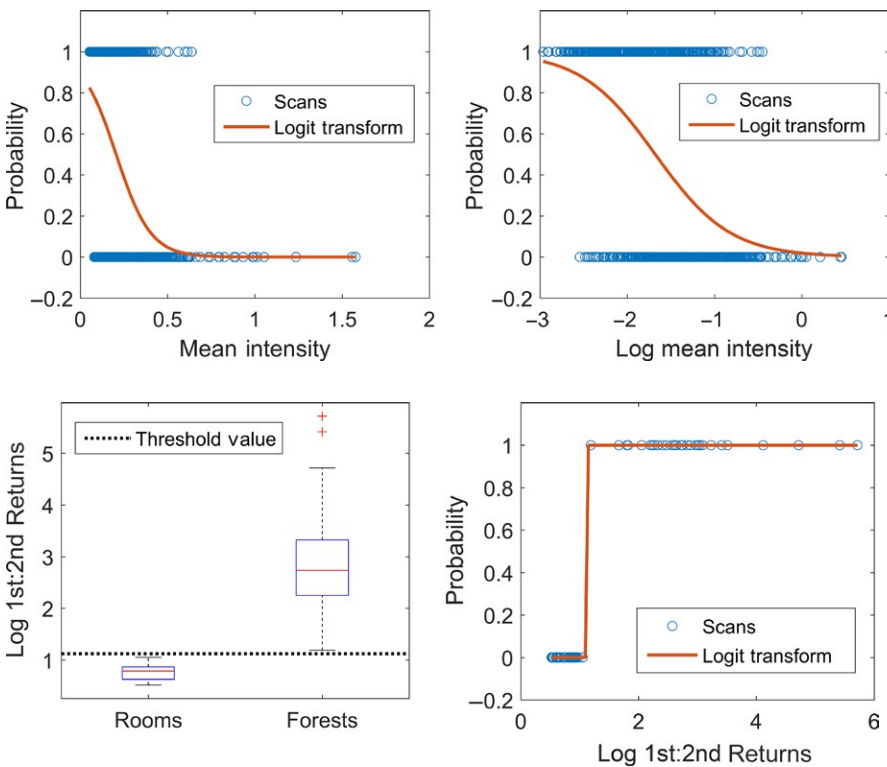 1
0.8
0.6
0.4
0.2
0
−0.2
Probability
Scans
Logit transform
0
0.5
1
1.5
2
Mean intensity
1
0.8
0.6
0.4
0.2
0
−0.2
Probability
Scans
Logit transform
−3
−2
−1
0
1
Log mean intensity
5
3
2
1
Log 1st:2nd Returns
Threshold value
Rooms
Forests
1
0.8
0.6
0.4
0.2
0
−0.2
Probability
Scans
Logit transform
0
2
4
6
Log 1st:2nd Returns